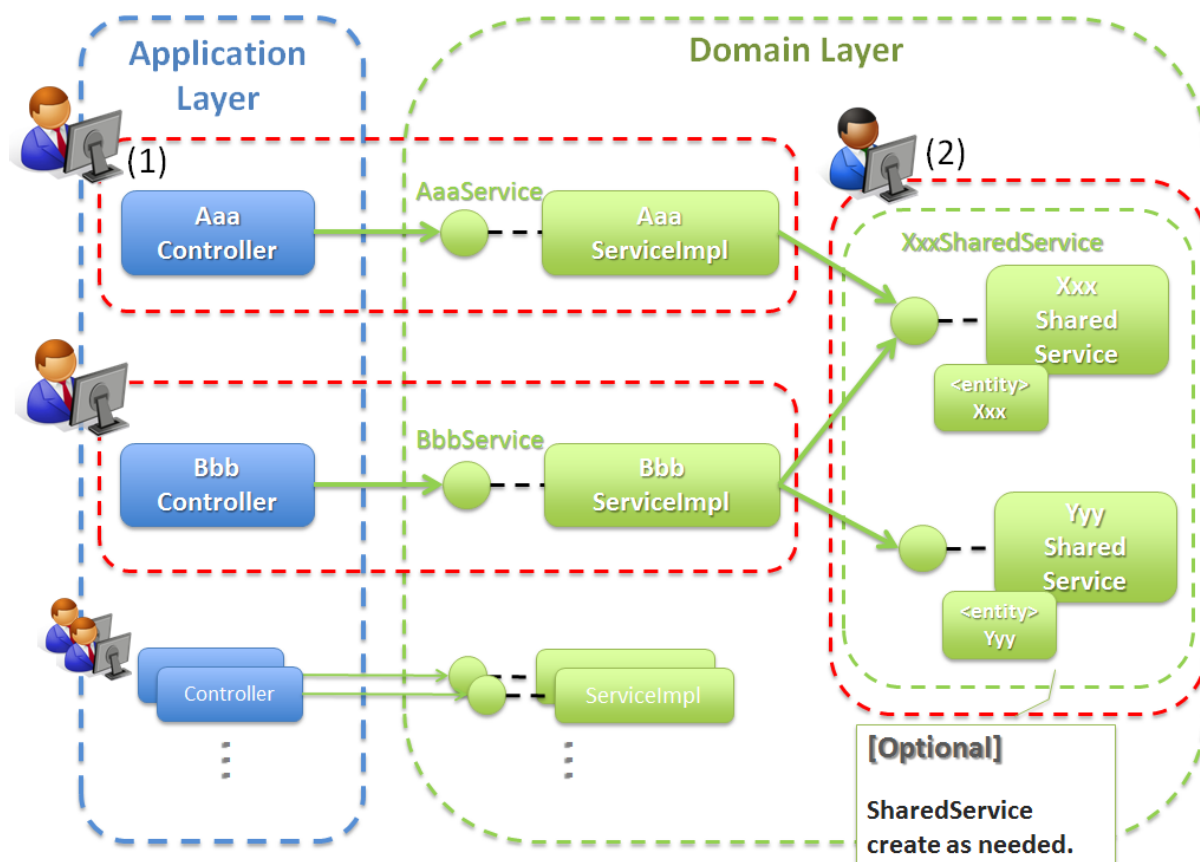 Application
Layer
Domain Layer
(1)
(2)
AaaService
Aaa
Controller
Aaa
ServiceImpl
XxxSharedService
Xxx
Shared
Service
<entity>
Xxx
BbbService
Bbb
Controller
Bbb
ServiceImpl
Yyy
Shared
Service
<entity>
Yyy
Controller
ServiceImpl
[Optional]
SharedService
create as needed.